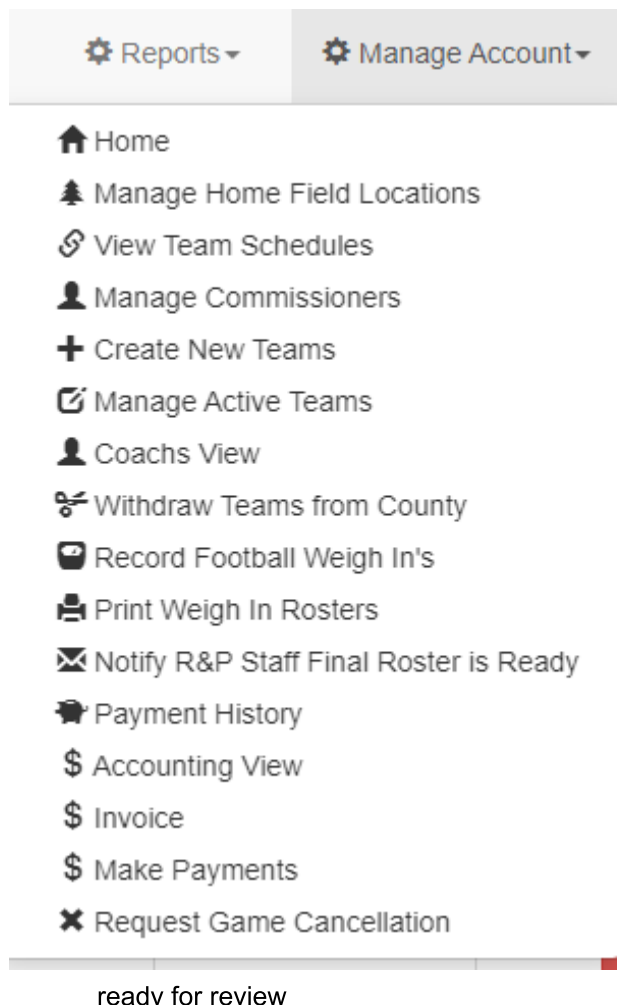 Reports
Manage Account
Home
Manage Home Field Locations
View Team Schedules
Manage Commissioners
Create New Teams
Manage Active Teams
Coachs View
Withdraw Teams from County
Record Football Weigh In's
Print Weigh In Rosters
Notify R&P Staff Final Roster is Ready
Payment History
$ Accounting View
$ Invoice
$ Make Payments
Request Game Cancellation
ready for review